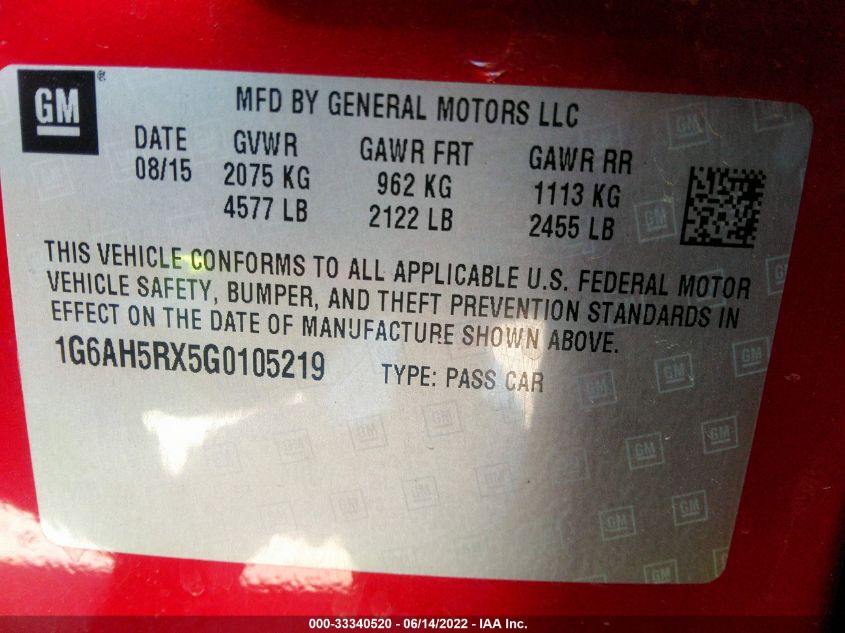 GM®
MFD BY GENERAL MOTORS LLC
DATE GVWR GAWR FRT GAWR RR
08/15 2075 KG 962 KG 1113 KG
4577 LB 2122 LB 2455 LB
THIS VEHICLE CONFORMS TO ALL APPLICABLE U.S. FEDERAL MOTOR
VEHICLE SAFETY, BUMPER, AND THEFT PREVENTION STANDARDS IN
EFFECT ON THE DATE OF MANUFACTURE SHOWN ABOVE.
1G6AH5RX5G0105219 TYPE: PASS CAR
000-33340520 - 06/14/2022 - IAA Inc.